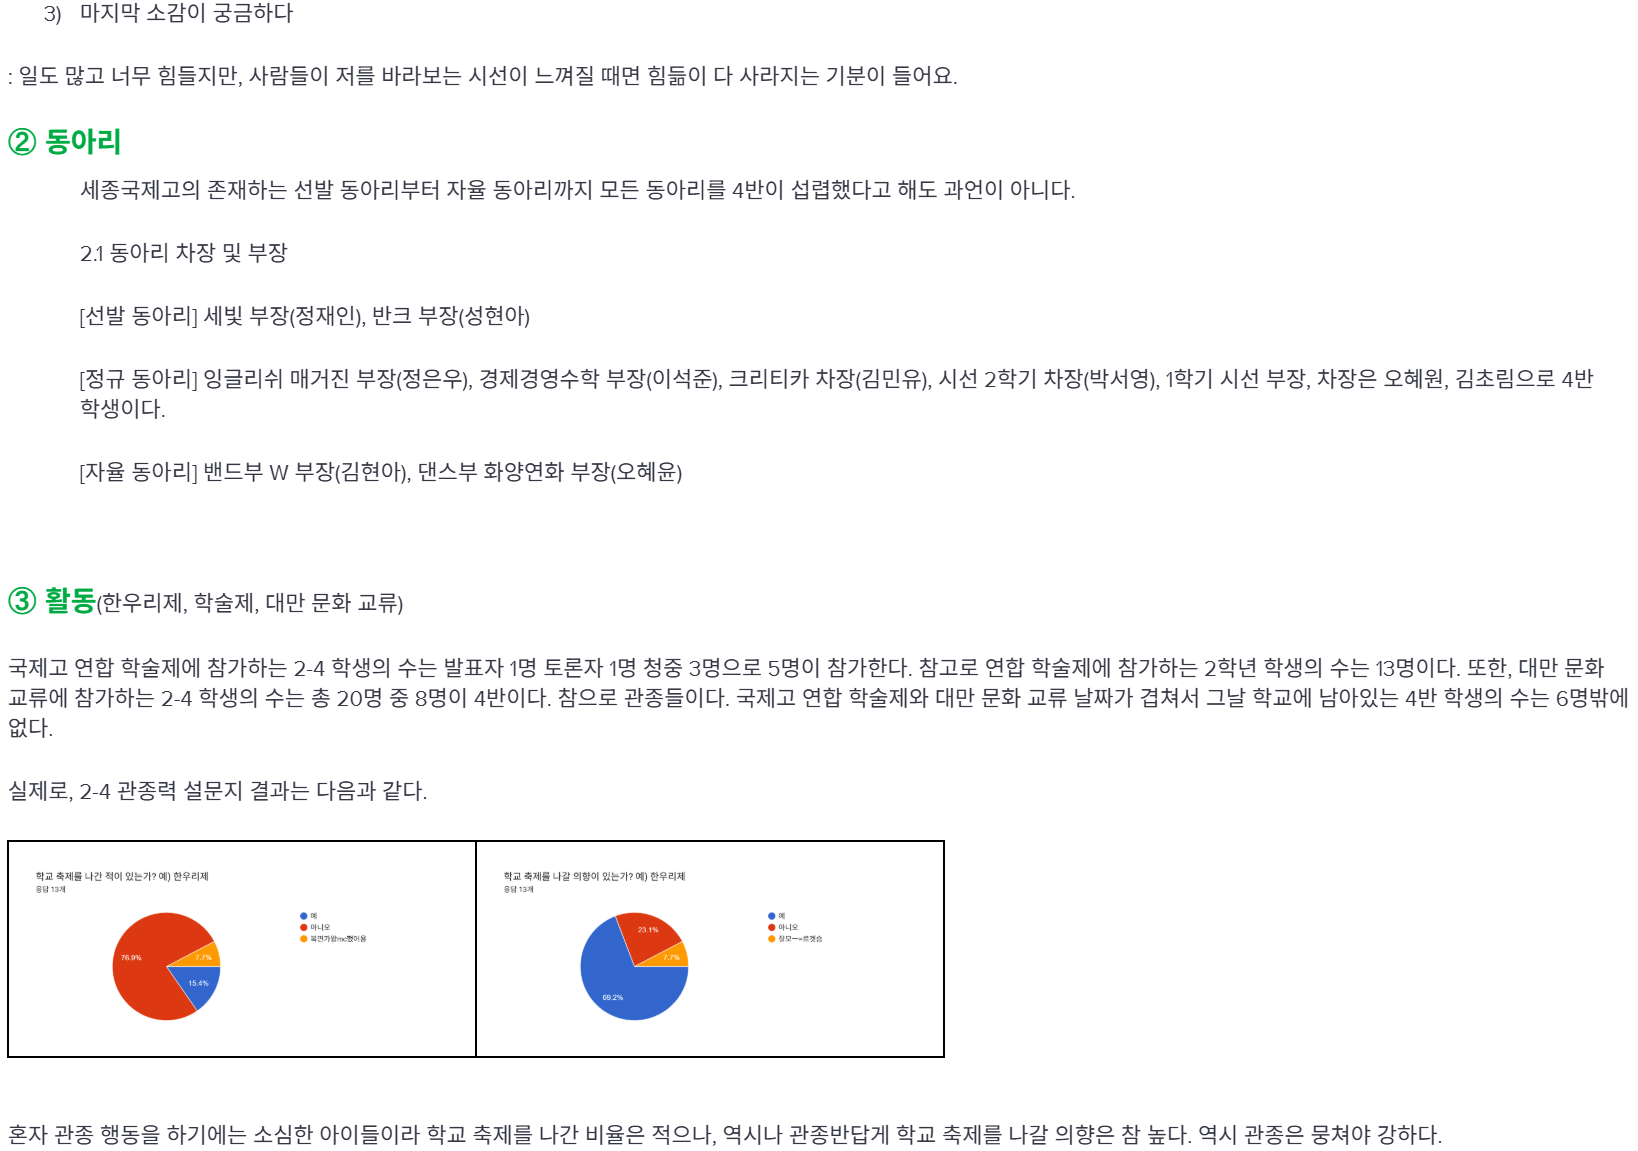 3) 마지막 소감이 궁금하다
: 일도 많고 너무 힘들지만, 사람들이 저를 바라보는 시선이 느껴질 때면 힘듦이 다 사라지는 기분이 들어요.
② 동아리
세종국제고의 존재하는 선발 동아리부터 자율 동아리까지 모든 동아리를 4반이 섭렵했다고 해도 과언이 아니다.
2.1 동아리 차장 및 부장
[선발 동아리] 세빛 부장(정재인), 반크 부장(성현아)
[정규 동아리] 잉글리쉬 매거진 부장(정은우), 경제경영수학 부장(이석준), 크리티카 차장(김민유), 시선 2학기 차장(박서영), 1학기 시선 부장, 차장은 오혜원, 김초림으로 4반
학생이다.
[자율 동아리] 밴드부 W 부장(김현아), 댄스부 화양연화 부장(오혜윤)
③ 활동(한우리제, 학술제, 대만 문화 교류)
국제고 연합 학술제에 참가하는 2-4 학생의 수는 발표자 1명 토론자 1명 청중 3명으로 5명이 참가한다. 참고로 연합 학술제에 참가하는 2학년 학생의 수는 13명이다. 또한, 대만 문화
교류에 참가하는 2-4 학생의 수는 총 20명 중 8명이 4반이다. 참으로 관종들이다. 국제고 연합 학술제와 대만 문화 교류 날짜가 겹쳐서 그날 학교에 남아있는 4반 학생의 수는 6명밖에
없다.
실제로, 2-4 관종력 설문지 결과는 다음과 같다.
학교 축제를 나간 적이 있는가? 예) 한우리제
응답 13개
예
아니오
복면가왕mc했어용
76.9%
7.7%
15.4%
학교 축제를 나갈 의향이 있는가? 예) 한우리제
응답 13개
예
아니오
23.1%
7.7%
69.2%
혼자 관종 행동을 하기에는 소심한 아이들이라 학교 축제를 나간 비율은 적으나, 역시나 관종반답게 학교 축제를 나갈 의향은 참 높다. 역시 관종은 뭉쳐야 강하다.